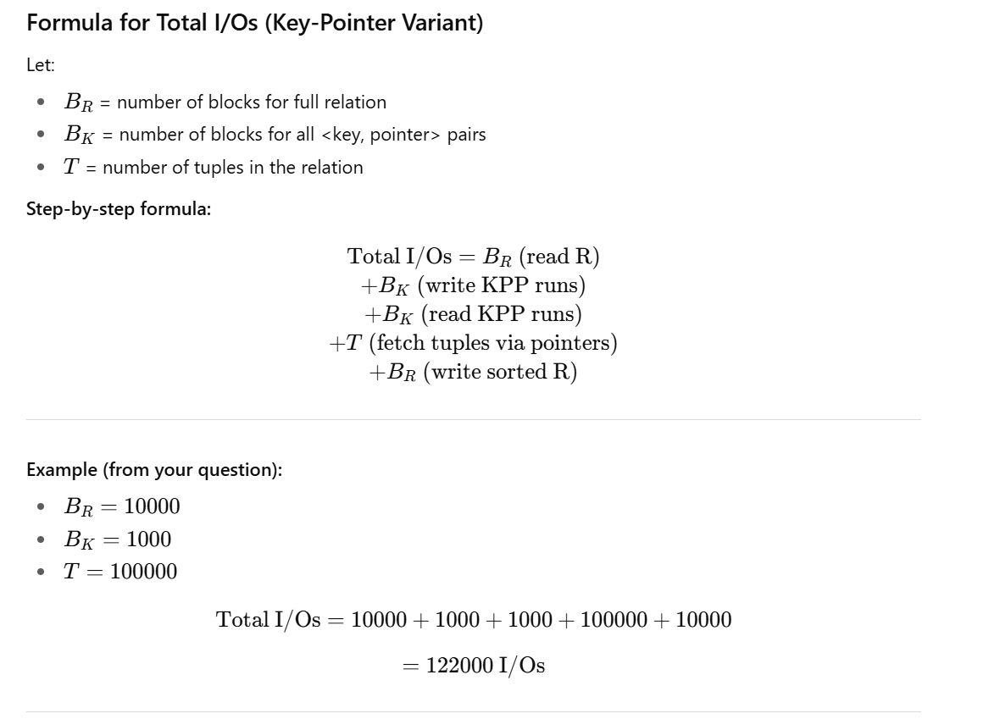 Formula for Total I/Os (Key-Pointer Variant)
Let:
• B_R = number of blocks for full relation
• B_K = number of blocks for all <key, pointer> pairs
• T = number of tuples in the relation
Step-by-step formula:
Total I/Os = B_R (read R)
+B_K (write KPP runs)
+B_K (read KPP runs)
+T (fetch tuples via pointers)
+B_R (write sorted R)
Example (from your question):
• B_R = 10000
• B_K = 1000
• T = 100000
Total I/Os = 10000 + 1000 + 1000 + 100000 + 10000
= 122000 I/Os